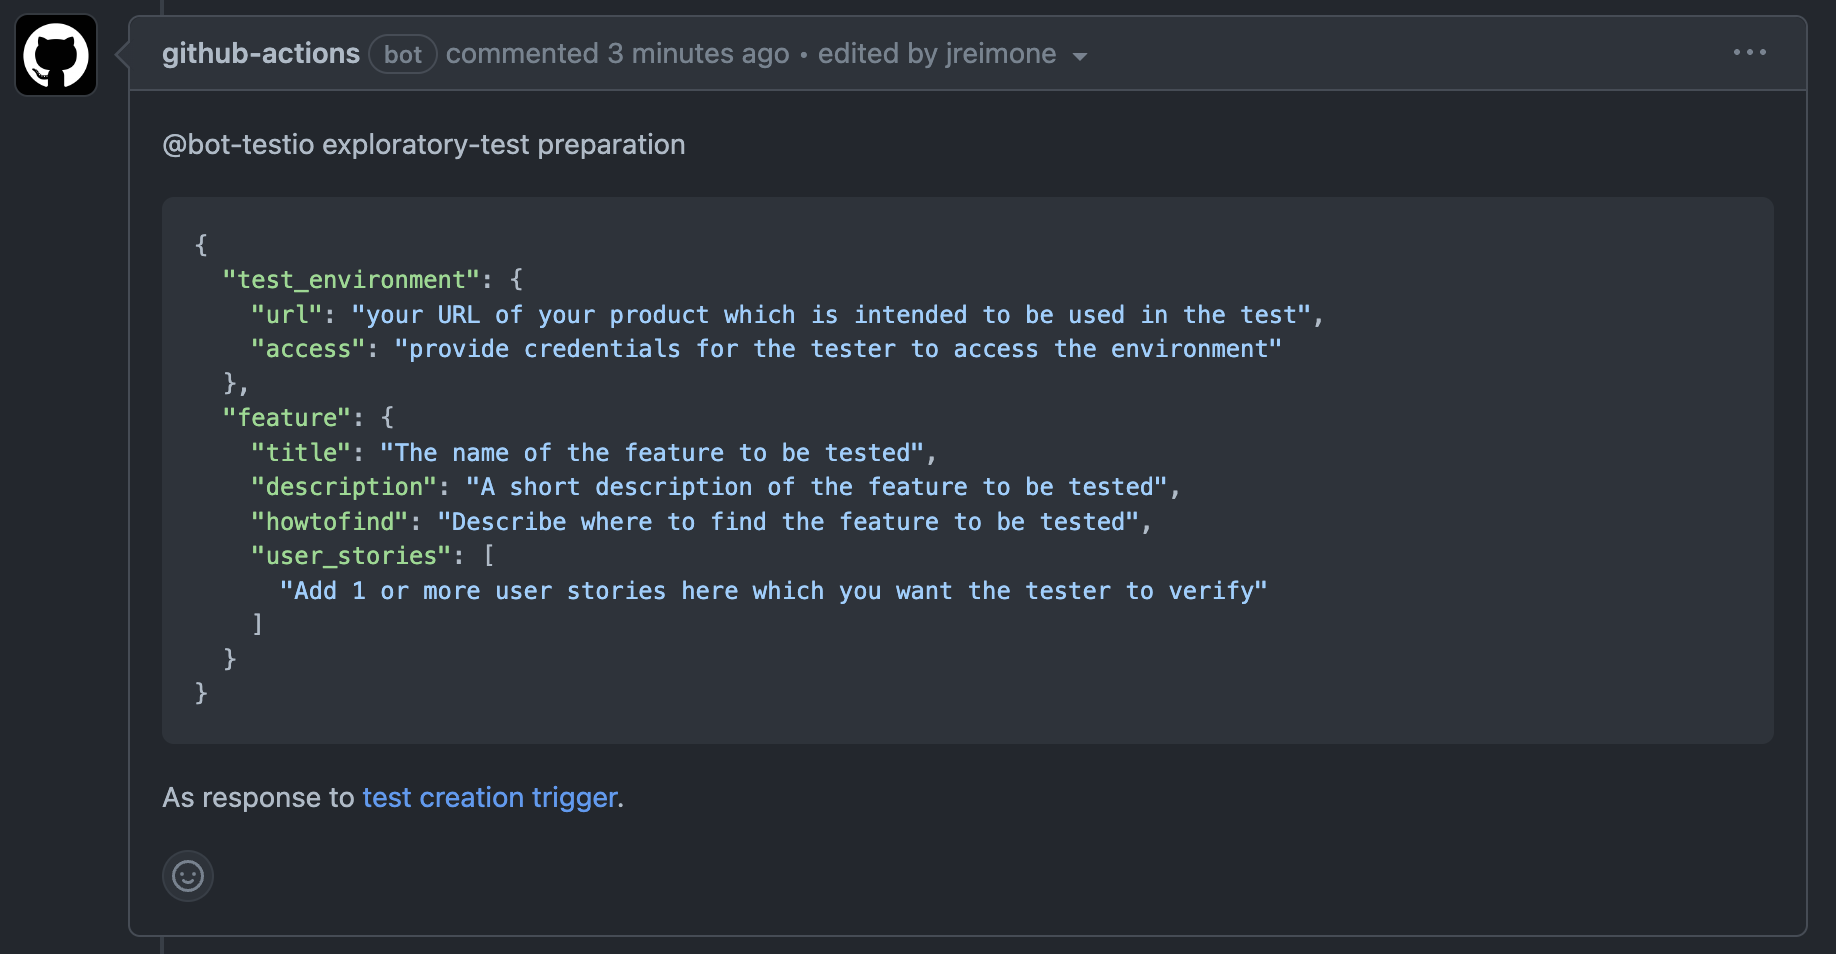 github-actions bot commented 3 minutes ago • edited by jreimone
@bot-testio exploratory-test preparation
{
  "test_environment": {
    "url": "your URL of your product which is intended to be used in the test",
    "access": "provide credentials for the tester to access the environment"
  },
  "feature": {
    "title": "The name of the feature to be tested",
    "description": "A short description of the feature to be tested",
    "howtofind": "Describe where to find the feature to be tested",
    "user_stories": [
      "Add 1 or more user stories here which you want the tester to verify"
    ]
  }
}
As response to test creation trigger.